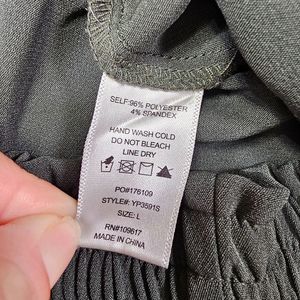 SELF:96% POLYESTER
4% SPANDEX
HAND WASH COLD
DO NOT BLEACH
LINE DRY
PO#176109
STYLE#: YP3591S
SIZE: L
RN#109617
MADE IN CHINA